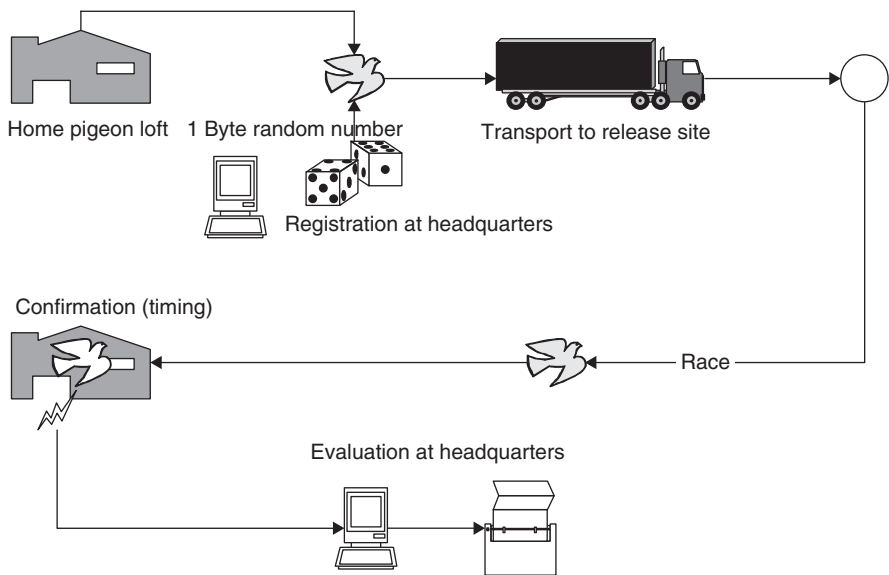 Home pigeon loft
1 Byte random number
Transport to release site
Registration at headquarters
Confirmation (timing)
Race
Evaluation at headquarters